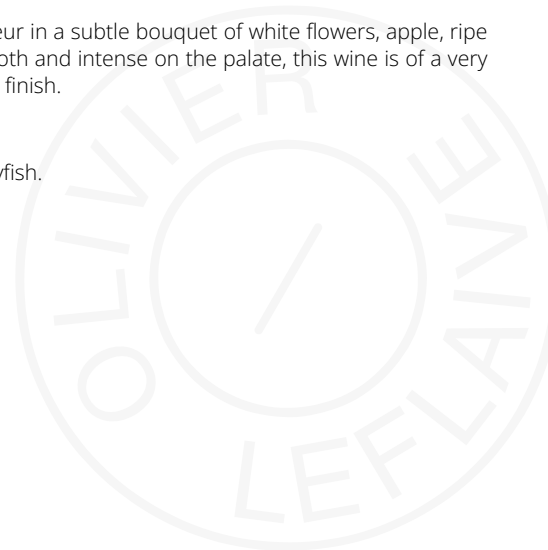 eur in a subtle bouquet of white flowers, apple, ripe
oth and intense on the palate, this wine is of a very
finish.
yfish.
OLIVIER
LEFLAIVE